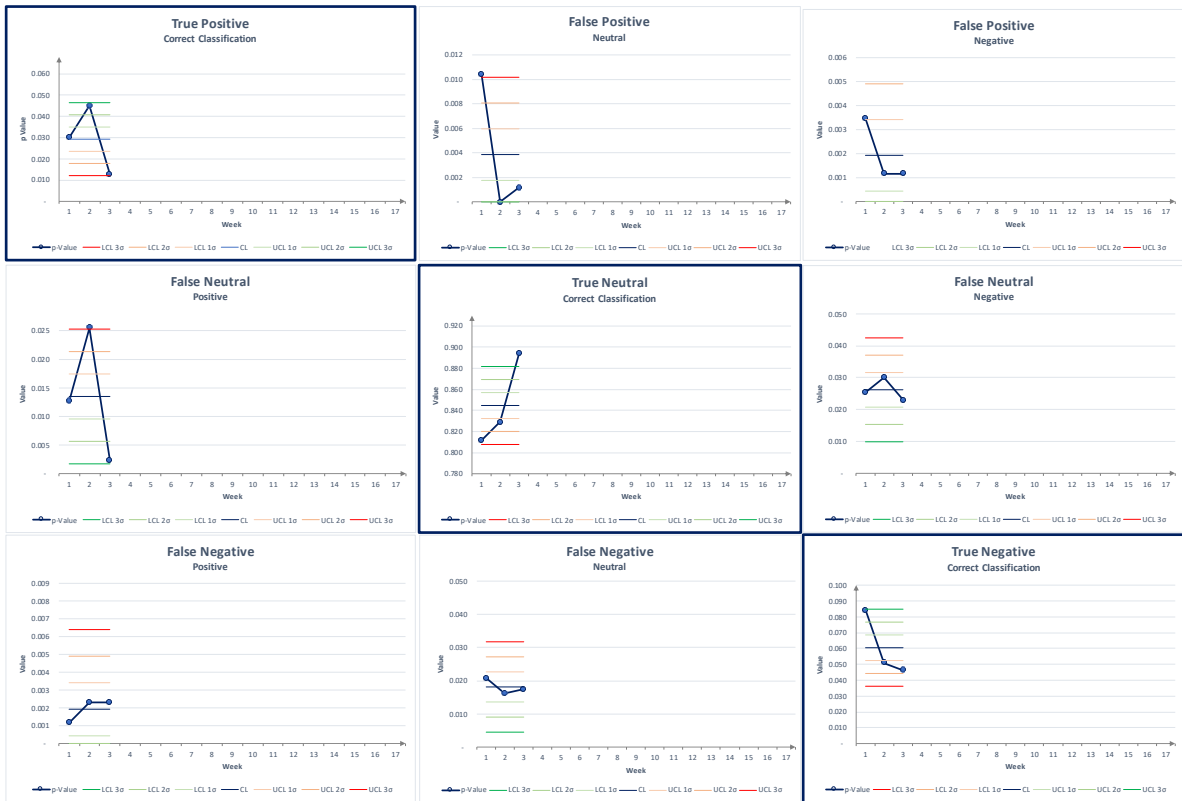 True Positive
Correct Classification
p Value
0.060
0.050
0.040
0.030
0.020
0.010
-
1 2 3 4 5 6 7 8 9 10 11 12 13 14 15 16 17
Week
p-Value LCL 3σ LCL 2σ LCL 1σ CL UCL 1σ UCL 2σ UCL 3σ
False Positive
Neutral
Value
0.012
0.010
0.008
0.006
0.004
0.002
-
1 2 3 4 5 6 7 8 9 10 11 12 13 14 15 16 17
Week
p-Value LCL 3σ LCL 2σ LCL 1σ CL UCL 1σ UCL 2σ UCL 3σ
False Positive
Negative
Value
0.006
0.005
0.004
0.003
0.002
0.001
-
1 2 3 4 5 6 7 8 9 10 11 12 13 14 15 16 17
Week
p-Value LCL 3σ LCL 2σ LCL 1σ CL UCL 1σ UCL 2σ UCL 3σ
False Neutral
Positive
Value
0.025
0.020
0.015
0.010
0.005
-
1 2 3 4 5 6 7 8 9 10 11 12 13 14 15 16 17
Week
p-Value LCL 3σ LCL 2σ LCL 1σ CL UCL 1σ UCL 2σ UCL 3σ
True Neutral
Correct Classification
Value
0.920
0.900
0.880
0.860
0.840
0.820
0.800
0.780
1 2 3 4 5 6 7 8 9 10 11 12 13 14 15 16 17
Week
p-Value LCL 3σ LCL 2σ LCL 1σ CL UCL 1σ UCL 2σ UCL 3σ
False Neutral
Negative
Value
0.050
0.040
0.030
0.020
0.010
-
1 2 3 4 5 6 7 8 9 10 11 12 13 14 15 16 17
Week
p-Value LCL 3σ LCL 2σ LCL 1σ CL UCL 1σ UCL 2σ UCL 3σ
False Negative
Positive
Value
0.009
0.008
0.007
0.006
0.005
0.004
0.003
0.002
0.001
-
1 2 3 4 5 6 7 8 9 10 11 12 13 14 15 16 17
Week
p-Value LCL 3σ LCL 2σ LCL 1σ CL UCL 1σ UCL 2σ UCL 3σ
False Negative
Neutral
Value
0.050
0.040
0.030
0.020
0.010
-
1 2 3 4 5 6 7 8 9 10 11 12 13 14 15 16 17
Week
p-Value LCL 3σ LCL 2σ LCL 1σ CL UCL 1σ UCL 2σ UCL 3σ
True Negative
Correct Classification
Value
0.100
0.090
0.080
0.070
0.060
0.050
0.040
0.030
0.020
0.010
-
1 2 3 4 5 6 7 8 9 10 11 12 13 14 15 16 17
Week
p-Value LCL 3σ LCL 2σ LCL 1σ CL UCL 1σ UCL 2σ UCL 3σ